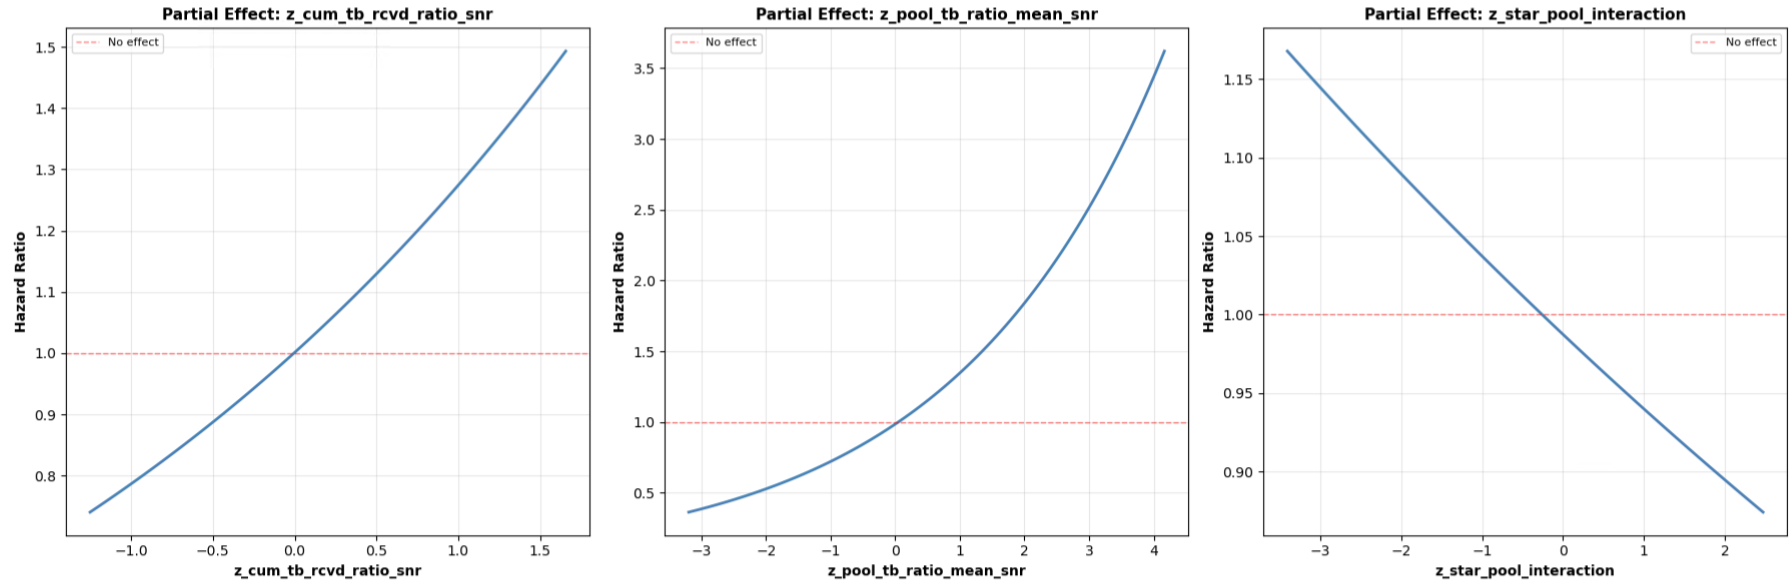 Partial Effect: z_cum_tb_rcvd_ratio_snr
No effect
1.5
1.4
1.3
1.2
1.1
1.0
0.9
0.8
Hazard Ratio
−1.0 −0.5 0.0 0.5 1.0 1.5
z_cum_tb_rcvd_ratio_snr
Partial Effect: z_pool_tb_ratio_mean_snr
No effect
3.5
3.0
2.5
2.0
1.5
1.0
0.5
Hazard Ratio
−3 −2 −1 0 1 2 3 4
z_pool_tb_ratio_mean_snr
Partial Effect: z_star_pool_interaction
No effect
1.15
1.10
1.05
1.00
0.95
0.90
Hazard Ratio
−3 −2 −1 0 1 2
z_star_pool_interaction